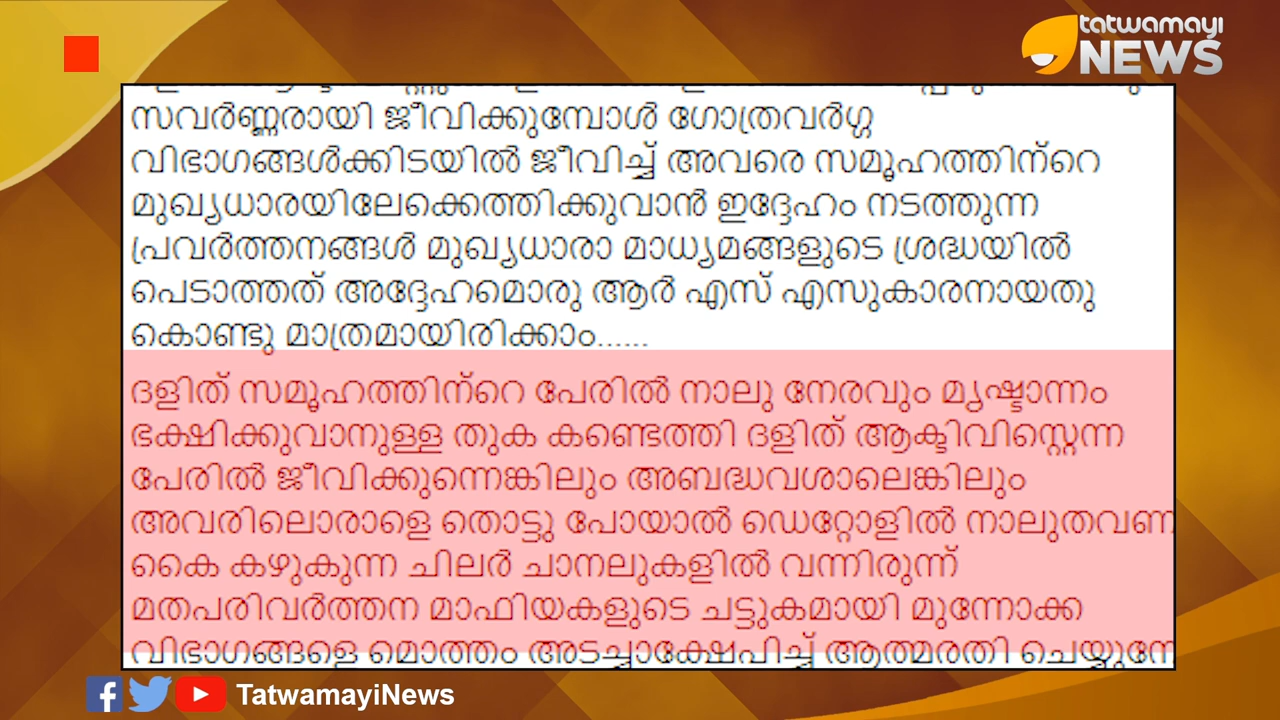 tatwamayi
NEWS
സവർണ്ണരായി ജീവിക്കുമ്പോൾ ഗോത്രവർഗ്ഗ
വിഭാഗങ്ങൾക്കിടയിൽ ജീവിച്ച് അവരെ സമൂഹത്തിന്റെ
മുഖ്യധാരയിലേക്കെത്തിക്കുവാൻ ഇദ്ദേഹം നടത്തുന്ന
പ്രവർത്തനങ്ങൾ മുഖ്യധാരാ മാധ്യമങ്ങളുടെ ശ്രദ്ധയിൽ
പെടാത്തത് അദ്ദേഹമൊരു ആർ എസ് എസുകാരനായതു
കൊണ്ടു മാത്രമായിരിക്കാം......
ദളിത് സമൂഹത്തിന്റെ പേരിൽ നാലു നേരവും മൃഷ്ടാന്നം
ഭക്ഷിക്കുവാനുള്ള തുക കണ്ടെത്തി ദളിത് ആക്ടിവിസ്റ്റെന്ന
പേരിൽ ജീവിക്കുന്നെങ്കിലും അബദ്ധവശാലെങ്കിലും
അവരിലൊരാളെ തൊട്ടു പോയാൽ ഡെറ്റോളിൽ നാലുതവണ
കൈ കഴുകുന്ന ചിലർ ചാനലുകളിൽ വന്നിരുന്ന്
മതപരിവർത്തന മാഫിയകളുടെ ചട്ടുകമായി മുന്നോക്ക
വിഭാഗങ്ങളെ മൊത്തം അടച്ചാക്ഷേപിച്ച് ആത്മരതി
TatwamayiNews